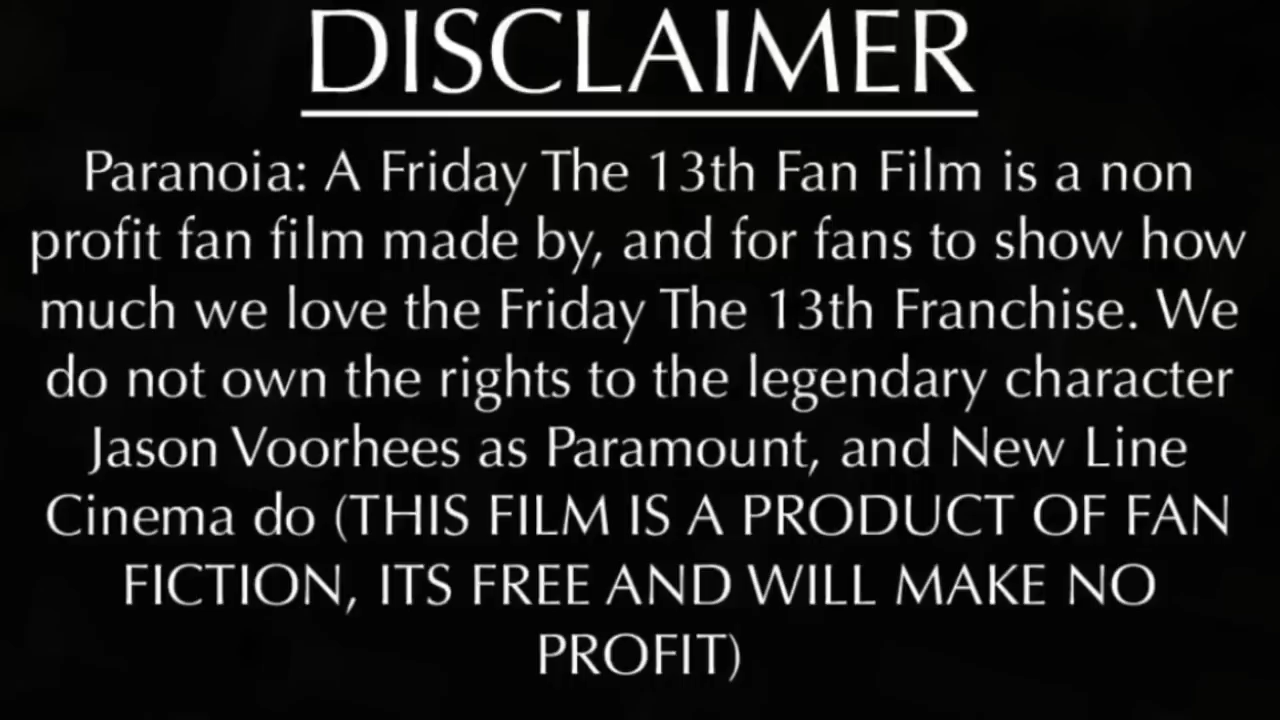 DISCLAIMER
Paranoia: A Friday The 13th Fan Film is a non
profit fan film made by, and for fans to show how
much we love the Friday The 13th Franchise. We
do not own the rights to the legendary character
Jason Voorhees as Paramount, and New Line
Cinema do (THIS FILM IS A PRODUCT OF FAN
FICTION, ITS FREE AND WILL MAKE NO
PROFIT)